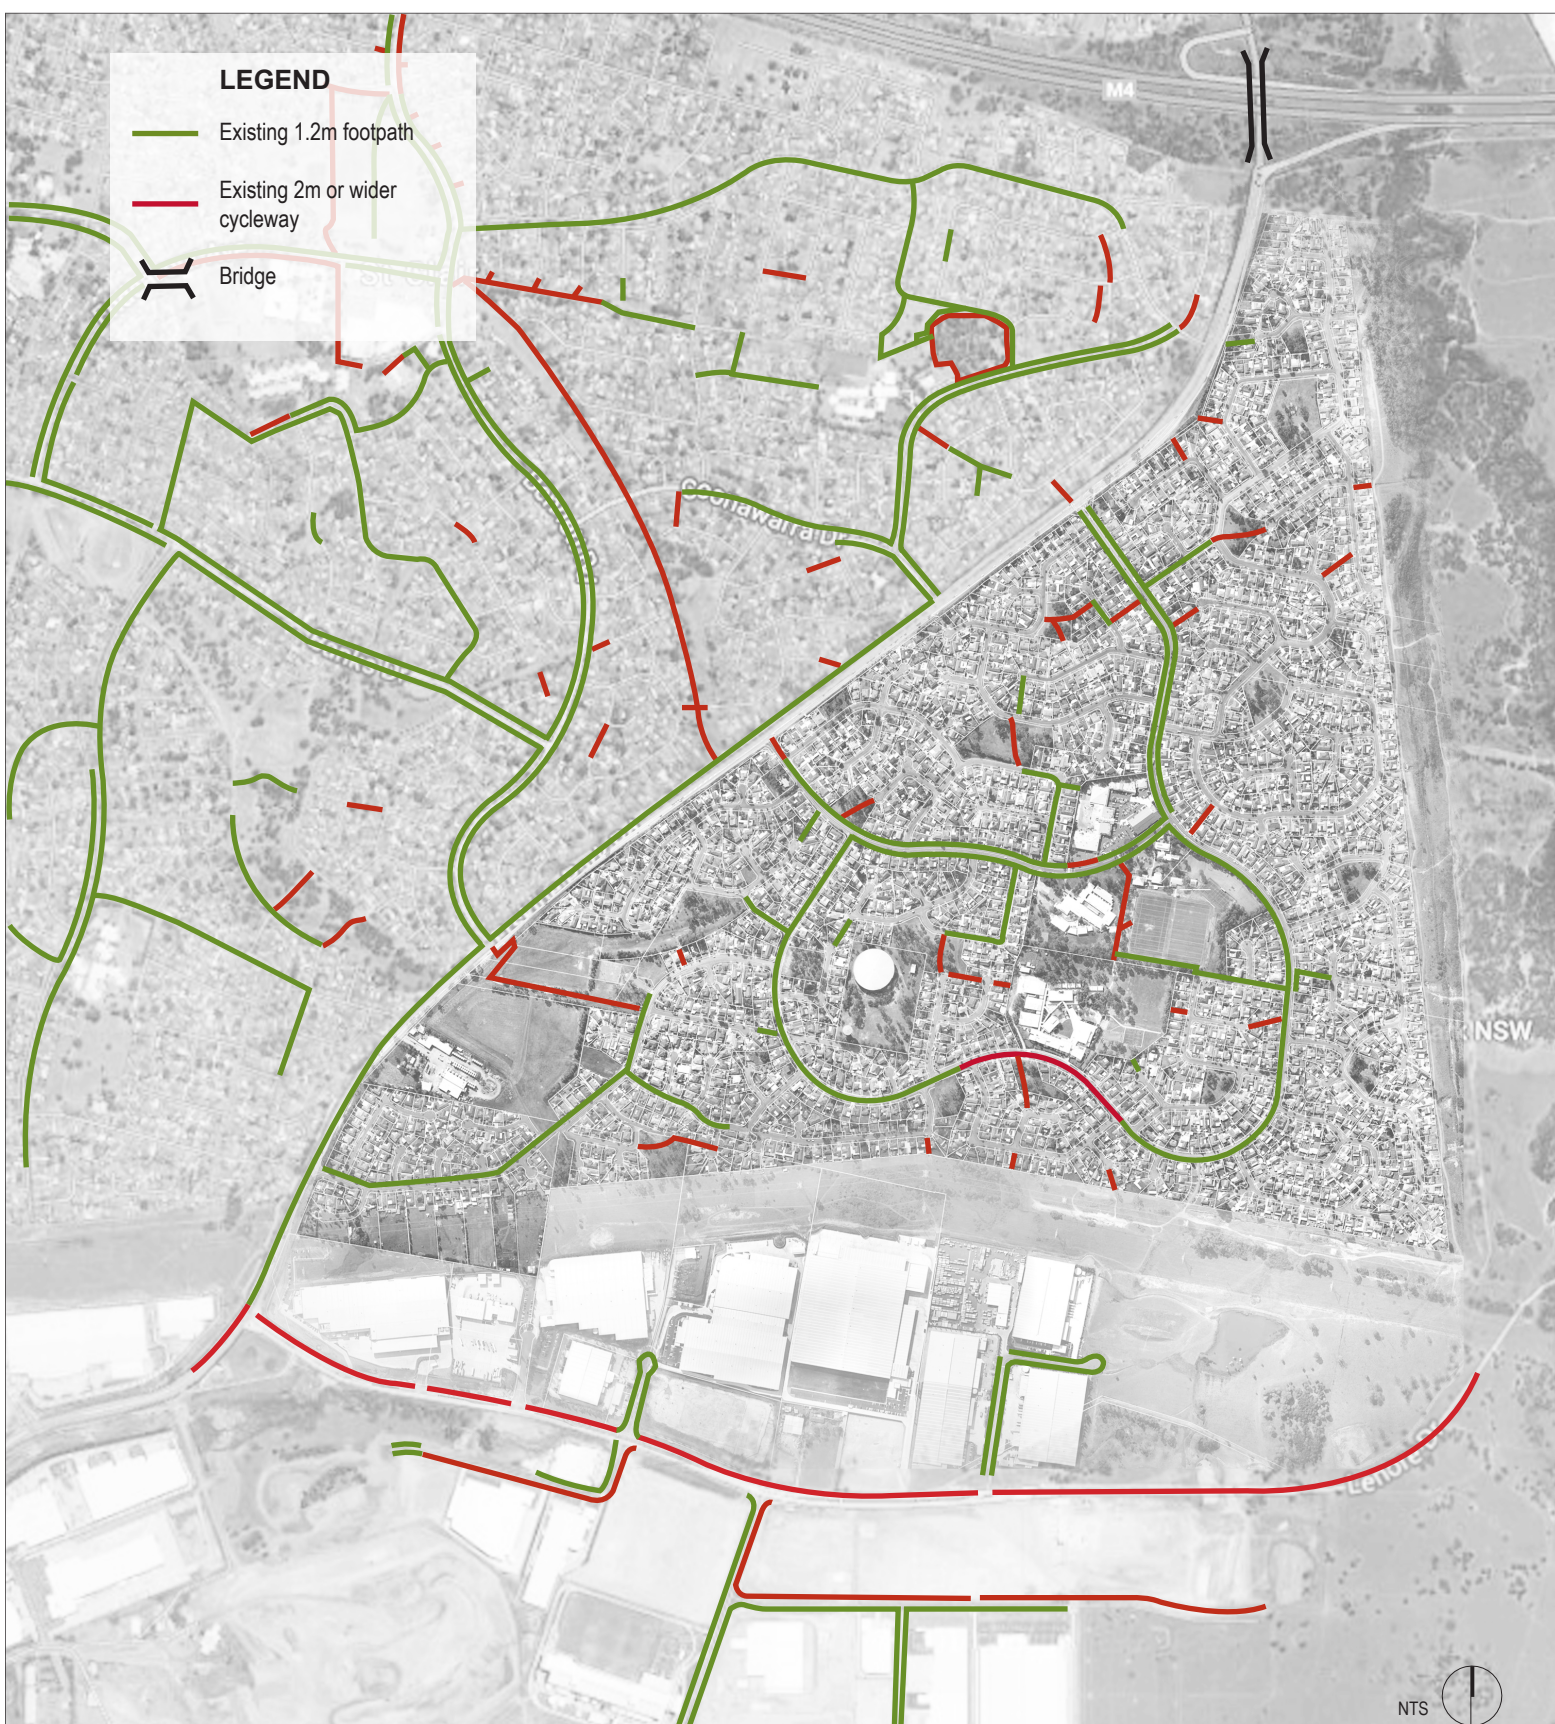 LEGEND
M4
Existing 1.2m footpath
Existing 2m or wider
cycleway
Bridge
NSW
NTS